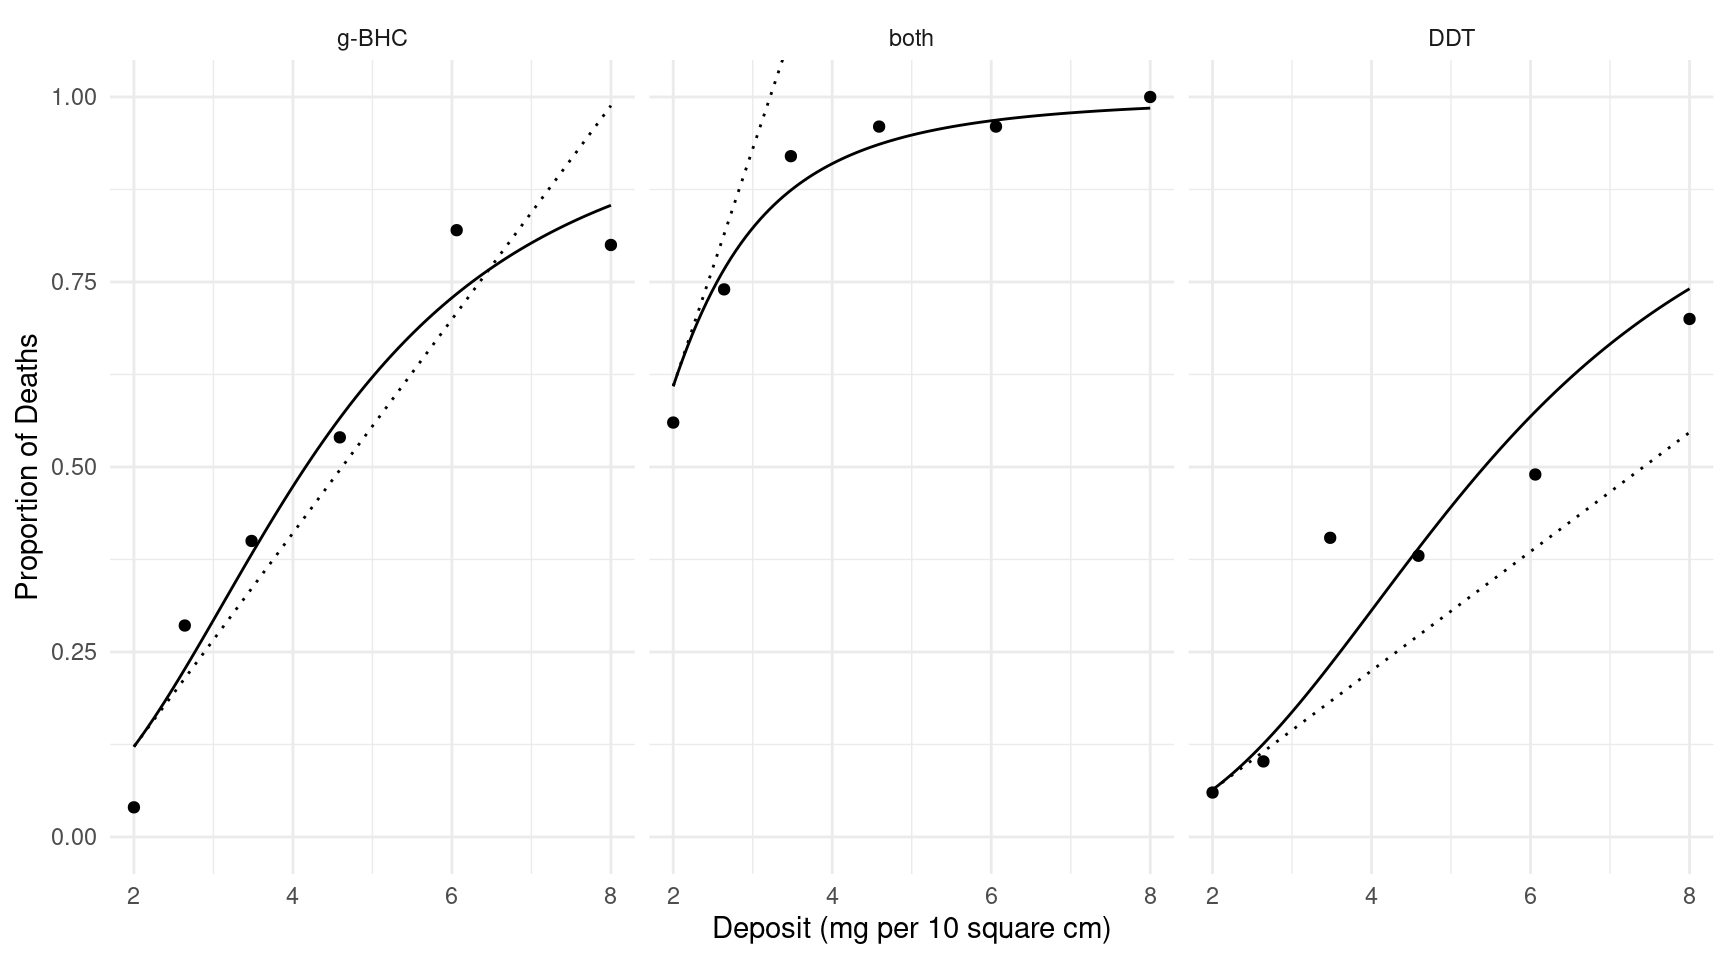 g-BHC both DDT
1.00
0.75
0.50
0.25
0.00
Proportion of Deaths
2 4 6 8 2 4 6 8 2 4 6 8
Deposit (mg per 10 square cm)